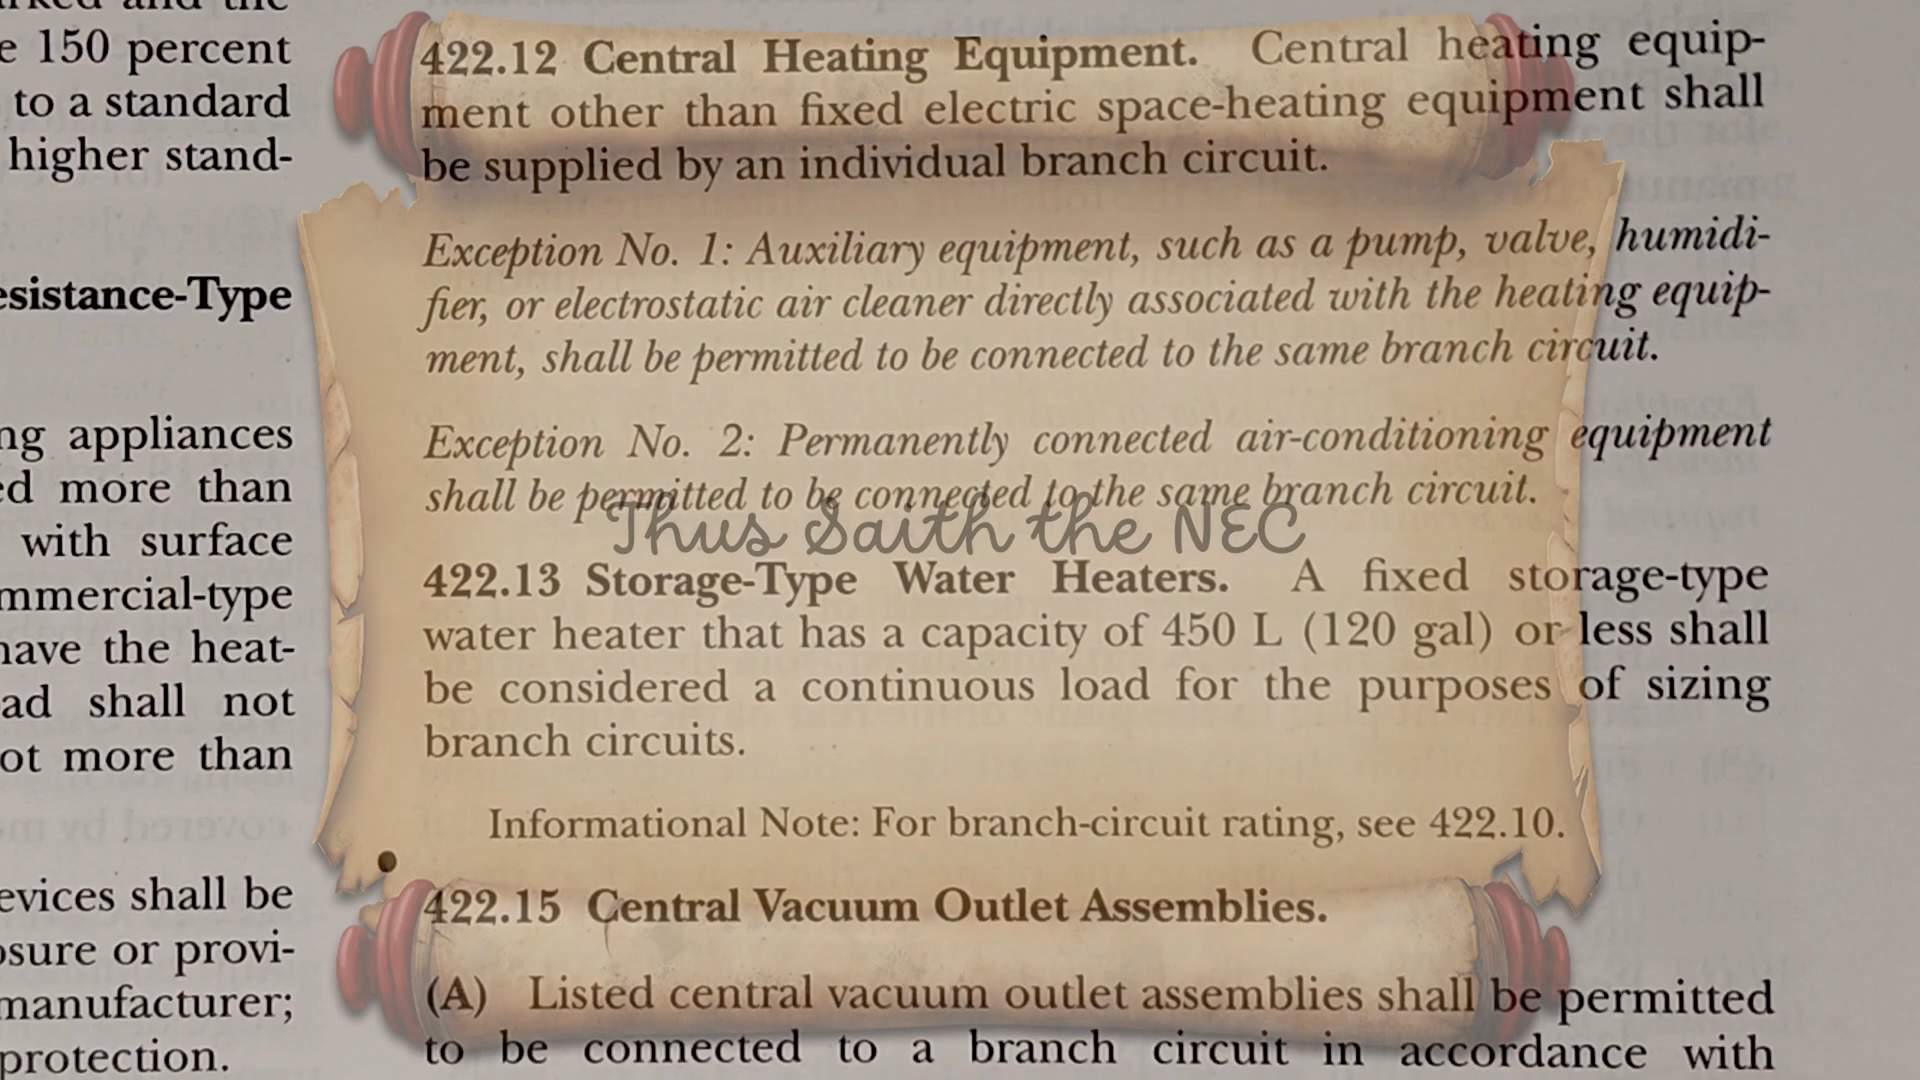 arked and the
e 150 percent
to a standard
higher stand-
esistance-Type
ng appliances
ed more than
with surface
mmercial-type
have the heat-
ad shall not
ot more than
evices shall be
osure or provi-
manufacturer;
protection.
422.12 Central Heating Equipment. Central heating equip-
ment other than fixed electric space-heating equipment shall
be supplied by an individual branch circuit.
Exception No. 1: Auxiliary equipment, such as a pump, valve, humidi-
fier, or electrostatic air cleaner directly associated with the heating equip-
ment, shall be permitted to be connected to the same branch circuit.
Exception No. 2: Permanently connected air-conditioning equipment
shall be permitted to be connected to the same branch circuit.
Thus Saith the NEC
422.13 Storage-Type Water Heaters. A fixed storage-type
water heater that has a capacity of 450 L (120 gal) or less shall
be considered a continuous load for the purposes of sizing
branch circuits.
Informational Note: For branch-circuit rating, see 422.10.
422.15 Central Vacuum Outlet Assemblies.
(A) Listed central vacuum outlet assemblies shall be permitted
to be connected to a branch circuit in accordance with